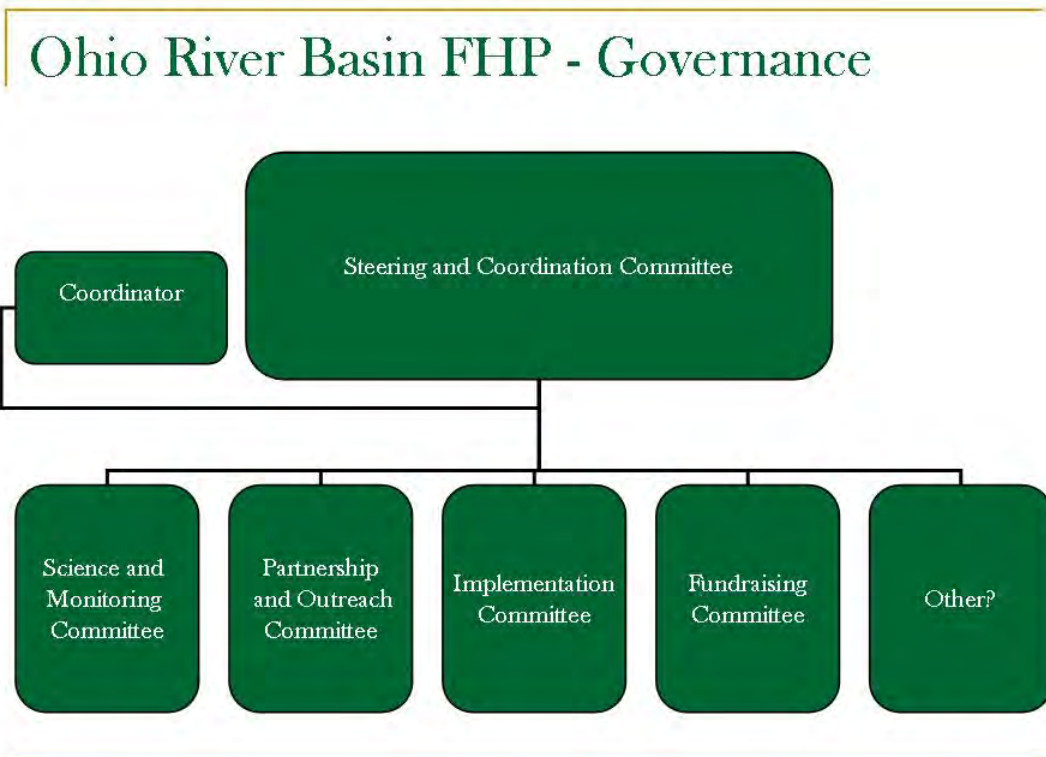 Ohio River Basin FHP - Governance
Steering and Coordination Committee
Coordinator
Science and
Monitoring
Committee
Partnership
and Outreach
Committee
Implementation
Committee
Fundraising
Committee
Other?